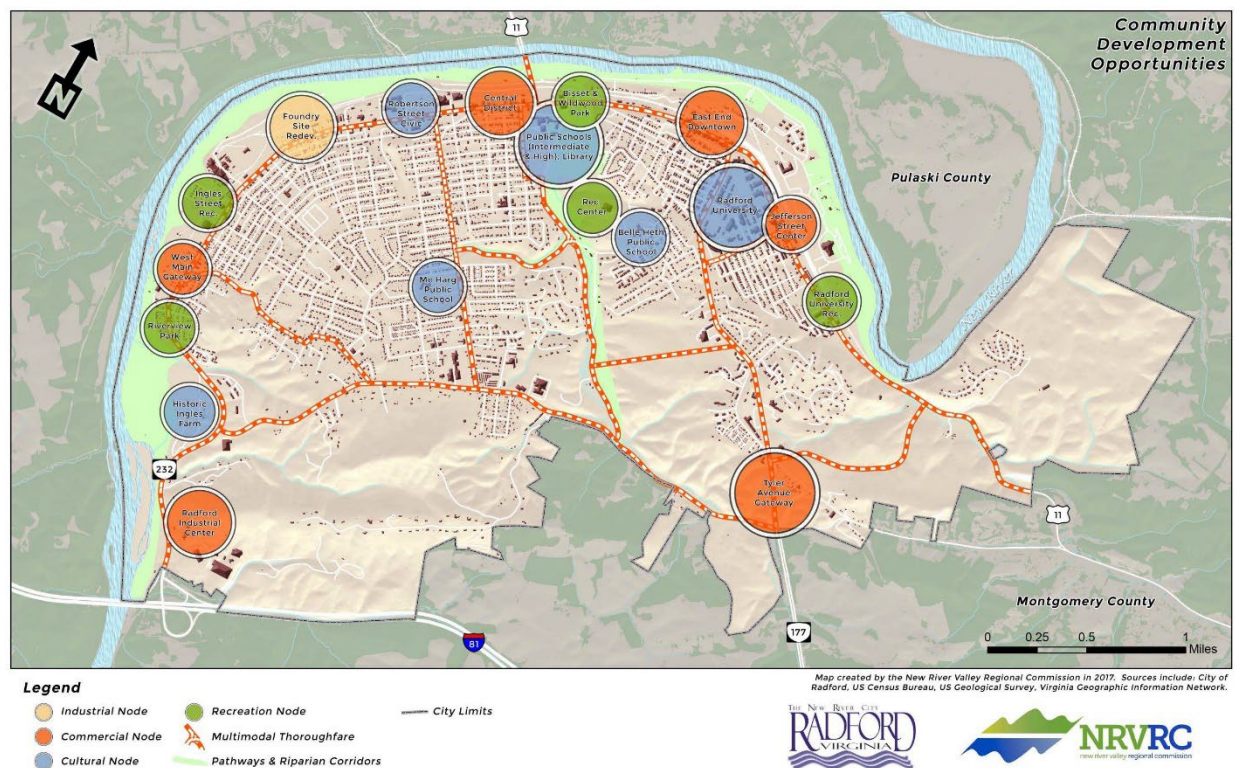 Community
Development
Opportunities
11
N
Foundry
Site
Redev.
Robertson
Street
Civic
Central
District
Bisset &
Wildwood
Park
Public Schools
(Intermediate
& High), Library
East End
Downtown
Pulaski County
Ingles
Street
Rec.
Rec
Center
Belle Heth
Public
School
Radford
University
Jefferson
Street
Center
West
Main
Gateway
Mc Harg
Public
School
Radford
University
Rec
Riverview
Park
Historic
Ingles
Farm
232
Radford
Industrial
Center
Tyler
Avenue
Gateway
11
Montgomery County
177
81
0 0.25 0.5 1
Miles
Legend
Industrial Node
Commercial Node
Cultural Node
Recreation Node
Multimodal Thoroughfare
Pathways & Riparian Corridors
City Limits
Map created by the New River Valley Regional Commission in 2017. Sources include: City of
Radford, US Census Bureau, US Geological Survey, Virginia Geographic Information Network.
THE NEW RIVER CITY
RADFORD
VIRGINIA
NRVRC
new river valley regional commission